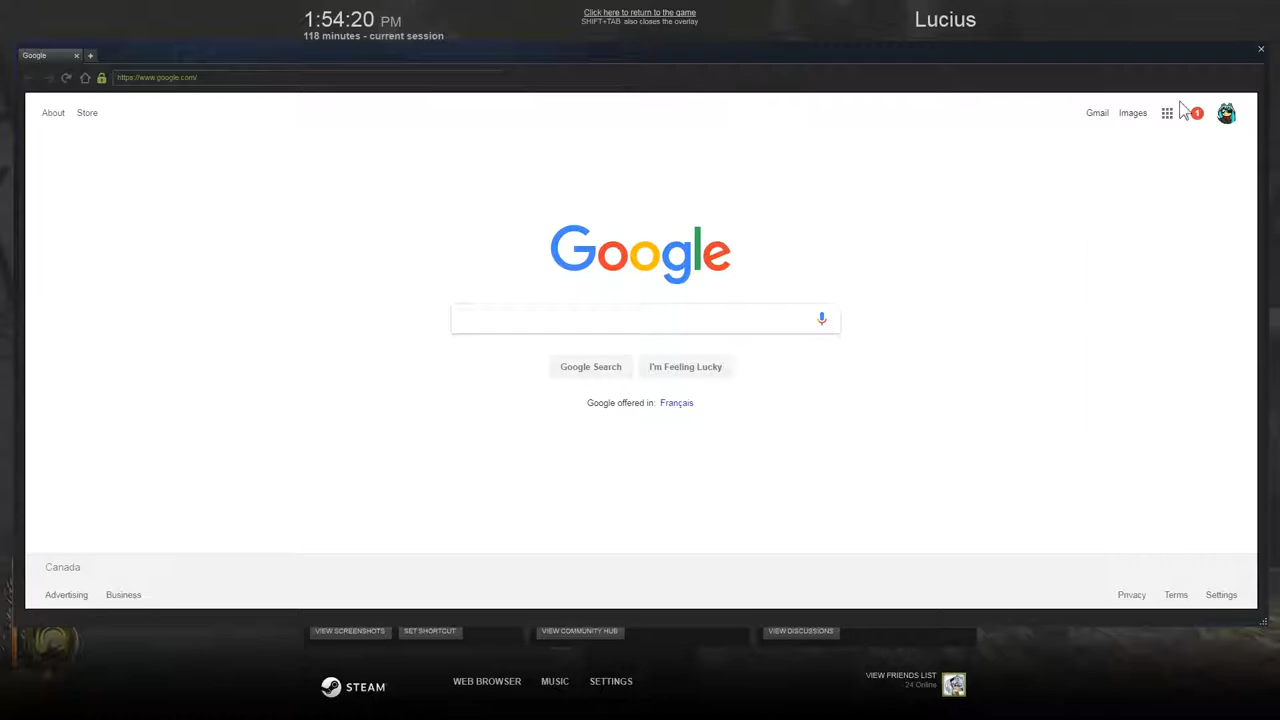 1:54:20 PM
118 minutes - current session
Click here to return to the game
SHIFT+TAB also closes the overlay
Lucius
Google
https://www.google.com/
About Store
Gmail Images 1
Google
Google Search I'm Feeling Lucky
Google offered in: Français
Canada
Advertising Business
Privacy Terms Settings
VIEW SCREENSHOTS SET SHORTCUT VIEW COMMUNITY HUB VIEW DISCUSSIONS
STEAM WEB BROWSER MUSIC SETTINGS
VIEW FRIENDS LIST
24 Online